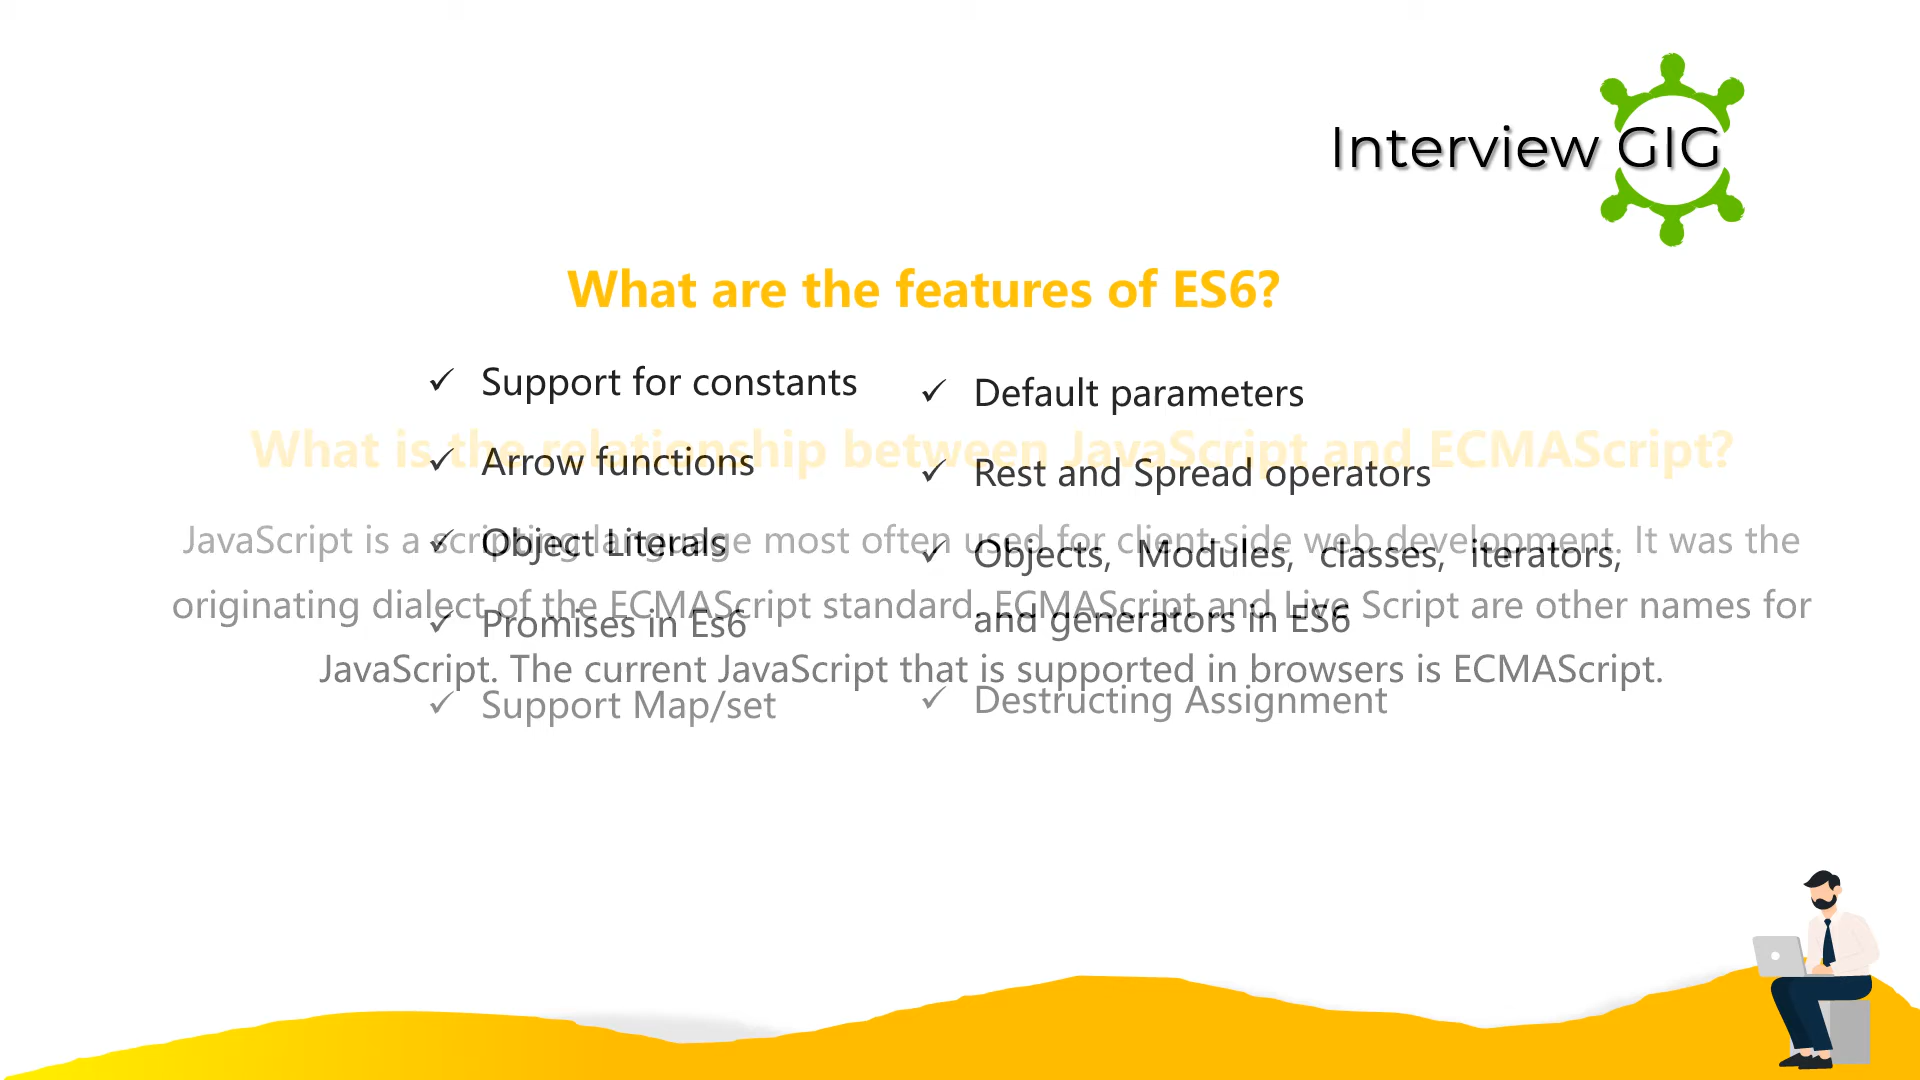 Interview GIG
What are the features of ES6?
Support for constants
Arrow functions
Object Literals
Promises in Es6
Support Map/set
Default parameters
Rest and Spread operators
Objects, Modules, classes, iterators,
and generators in ES6
Destructing Assignment
What is the relationship between JavaScript and ECMAScript?
JavaScript is a scripting language most often used for client-side web development. It was the
originating dialect of the ECMAScript standard. ECMAScript and Live Script are other names for
JavaScript. The current JavaScript that is supported in browsers is ECMAScript.